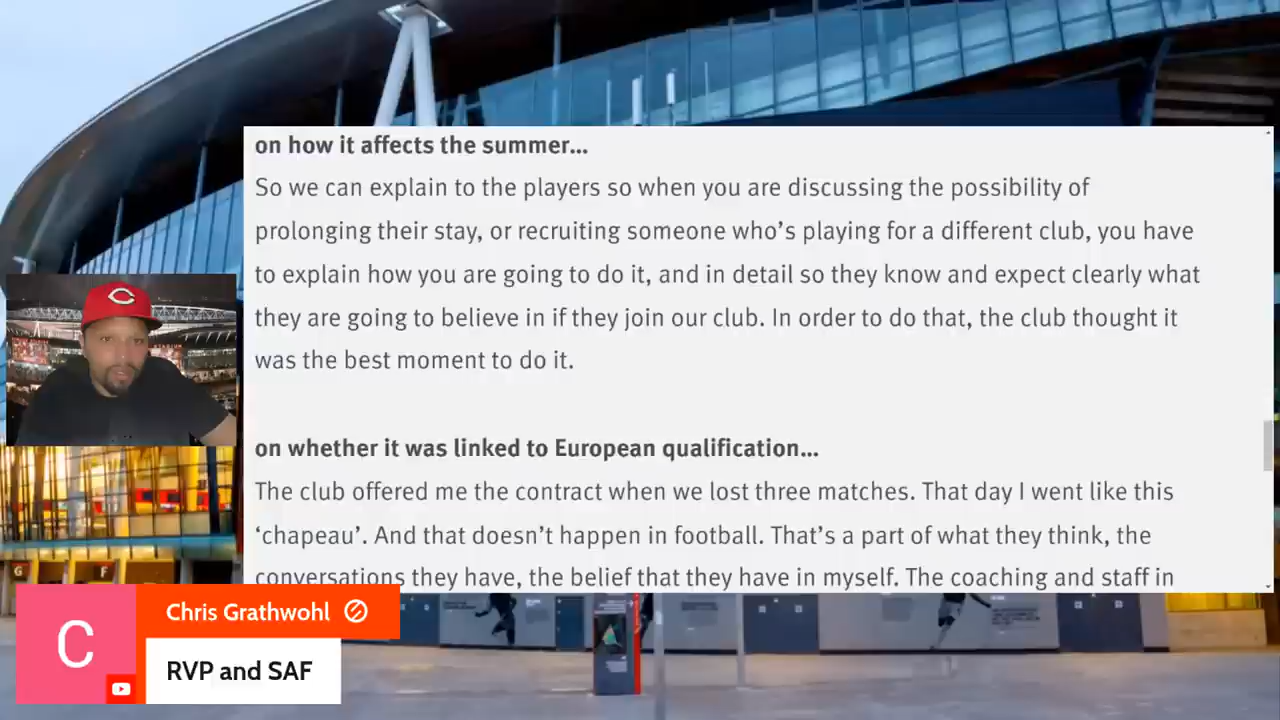 on how it affects the summer...
So we can explain to the players so when you are discussing the possibility of
prolonging their stay, or recruiting someone who's playing for a different club, you have
to explain how you are going to do it, and in detail so they know and expect clearly what
they are going to believe in if they join our club. In order to do that, the club thought it
was the best moment to do it.
on whether it was linked to European qualification...
The club offered me the contract when we lost three matches. That day I went like this
‘chapeau’. And that doesn't happen in football. That's a part of what they think, the
conversations they have, the belief that they have in myself. The coaching and staff in
C
G
F
C
Chris Grathwohl
RVP and SAF